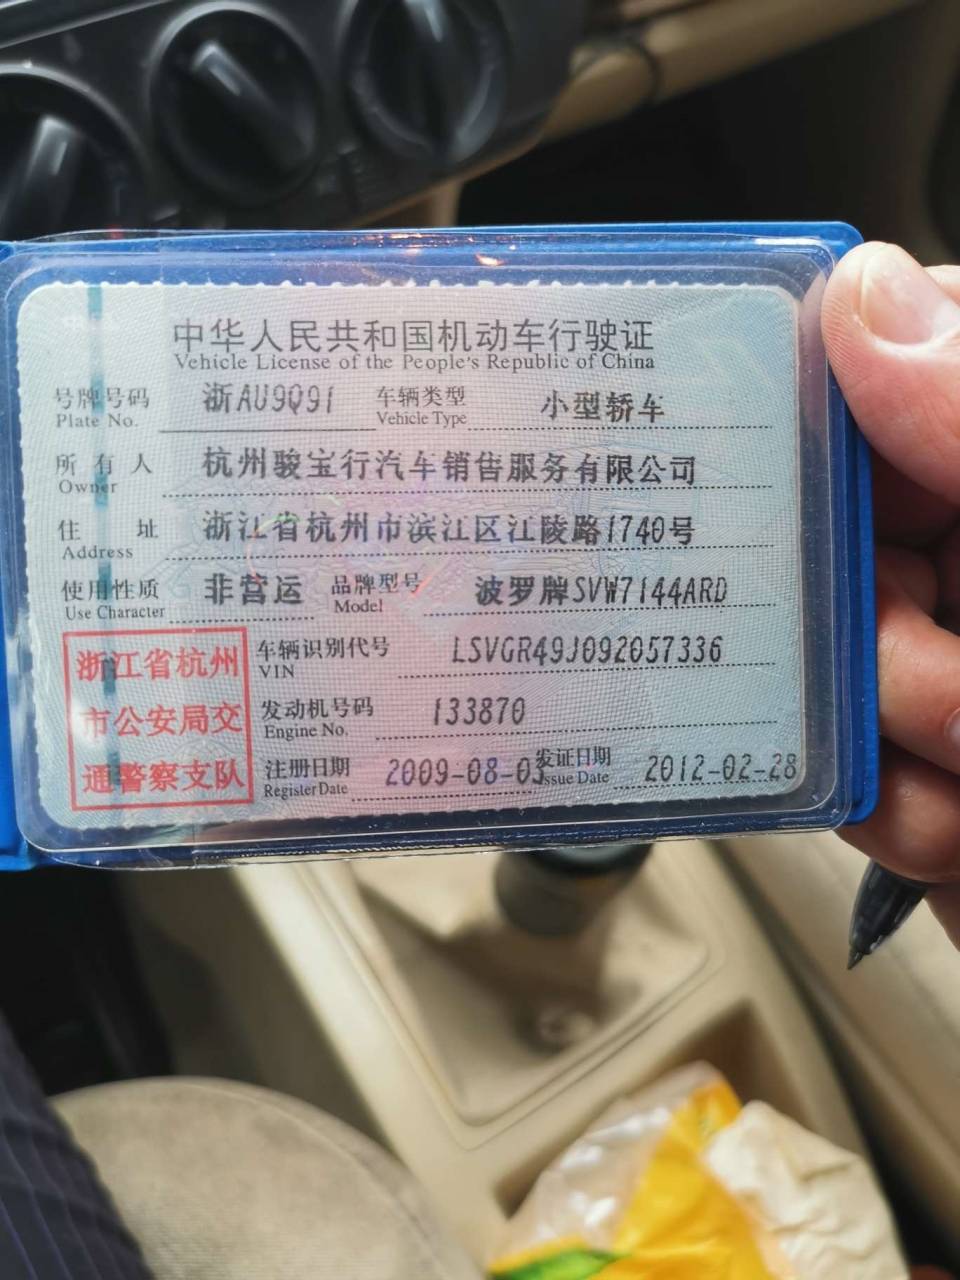 中华人民共和国机动车行驶证
Vehicle License of the People's Republic of China
号牌号码 浙AU9Q91 车辆类型 小型轿车
Plate No. Vehicle Type
所有人 杭州骏宝行汽车销售服务有限公司
Owner
住址 浙江省杭州市滨江区江陵路1740号
Address
使用性质 非营运 品牌型号 波罗牌SVW7144ARD
Use Character Model
车辆识别代号 LSVGR49J092057336
VIN
发动机号码 133870
Engine No.
注册日期 2009-08-03 发证日期 2012-02-28
Register Date Issue Date
浙江省杭州
市公安局交
通警察支队